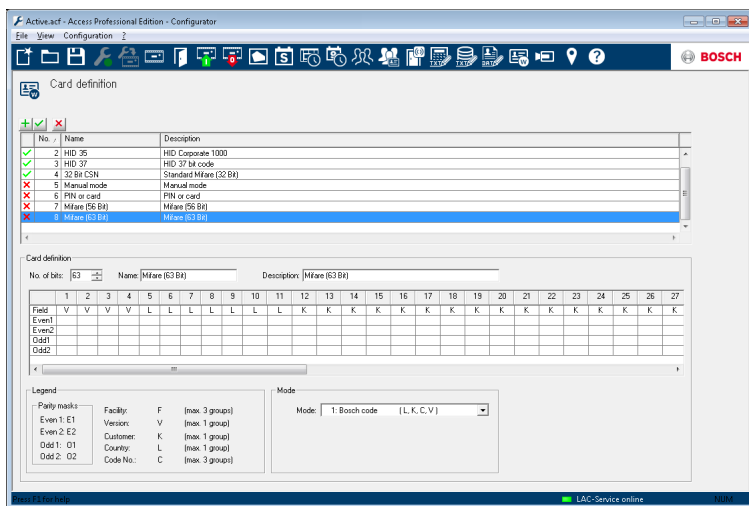 Active.acf - Access Professional Edition - Configurator
File View Configuration ?
BOSCH
Card definition
No. Name Description
2 HID 35 HID Corporate 1000
3 HID 37 HID 37 bit code
4 32 Bit CSN Standard Mifare (32 Bit)
5 Manual mode Manual mode
6 PIN or card PIN or card
7 Mifare (56 Bit) Mifare (56 Bit)
8 Mifare (63 Bit) Mifare (63 Bit)
Card definition
No. of bits: 63 Name: Mifare (63 Bit) Description: Mifare (63 Bit)
1 2 3 4 5 6 7 8 9 10 11 12 13 14 15 16 17 18 19 20 21 22 23 24 25 26 27
Field V V V V L L L L L L L K K K K K K K K K K K K K K K K
Even1
Even2
Odd1
Odd2
Legend
Parity masks
Even 1: E1
Even 2: E2
Odd 1: O1
Odd 2: O2
Facility: F (max. 3 groups)
Version: V (max. 1 group)
Customer: K (max. 1 group)
Country: L (max. 1 group)
Code No.: C (max. 3 groups)
Mode
Mode: 1: Bosch code ( L, K, C, V )
Press F1 for help LAC-Service online NUM